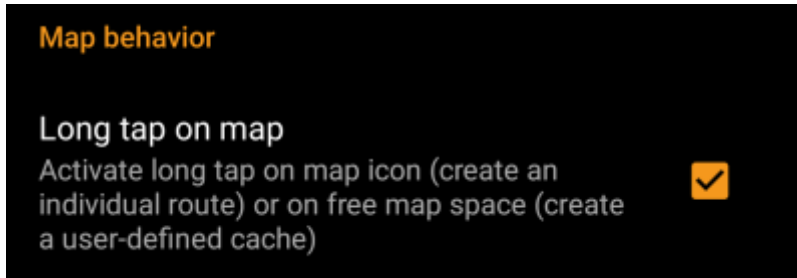 Map behavior
Long tap on map
Activate long tap on map icon (create an
individual route) or on free map space (create
a user-defined cache)